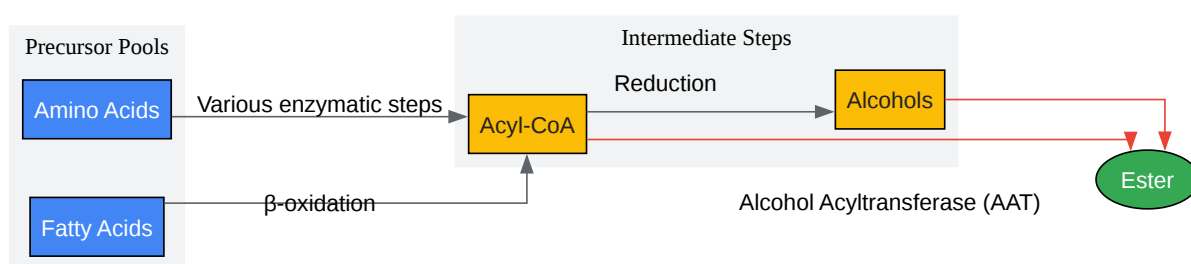 Precursor Pools
Intermediate Steps
Amino Acids
Various enzymatic steps
Acyl-CoA
Reduction
Alcohols
Fatty Acids
β-oxidation
Alcohol Acyltransferase (AAT)
Ester